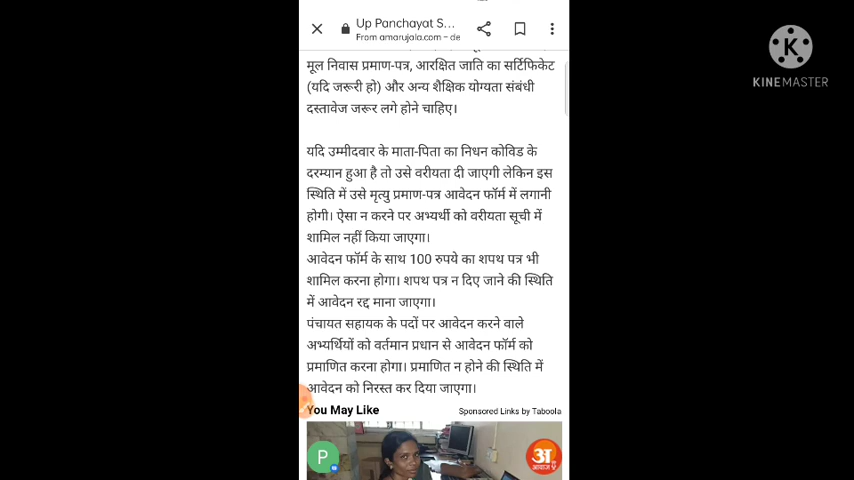 Up Panchayat S...
From amarujala.com – de
K
KINEMASTER
मूल निवास प्रमाण-पत्र, आरक्षित जाति का सर्टिफिकेट
(यदि जरूरी हो) और अन्य शैक्षिक योग्यता संबंधी
दस्तावेज जरूर लगे होने चाहिए।
यदि उम्मीदवार के माता-पिता का निधन कोविड के
दरम्यान हुआ है तो उसे वरीयता दी जाएगी लेकिन इस
स्थिति में उसे मृत्यु प्रमाण-पत्र आवेदन फॉर्म में लगानी
होगी। ऐसा न करने पर अभ्यर्थी को वरीयता सूची में
शामिल नहीं किया जाएगा।
आवेदन फॉर्म के साथ 100 रुपये का शपथ पत्र भी
शामिल करना होगा। शपथ पत्र न दिए जाने की स्थिति
में आवेदन रद्द माना जाएगा।
पंचायत सहायक के पदों पर आवेदन करने वाले
अभ्यर्थियों को वर्तमान प्रधान से आवेदन फॉर्म को
प्रमाणित करना होगा। प्रमाणित न होने की स्थिति में
आवेदन को निरस्त कर दिया जाएगा।
You May Like
Sponsored Links by Taboola
P
अ
आवाज